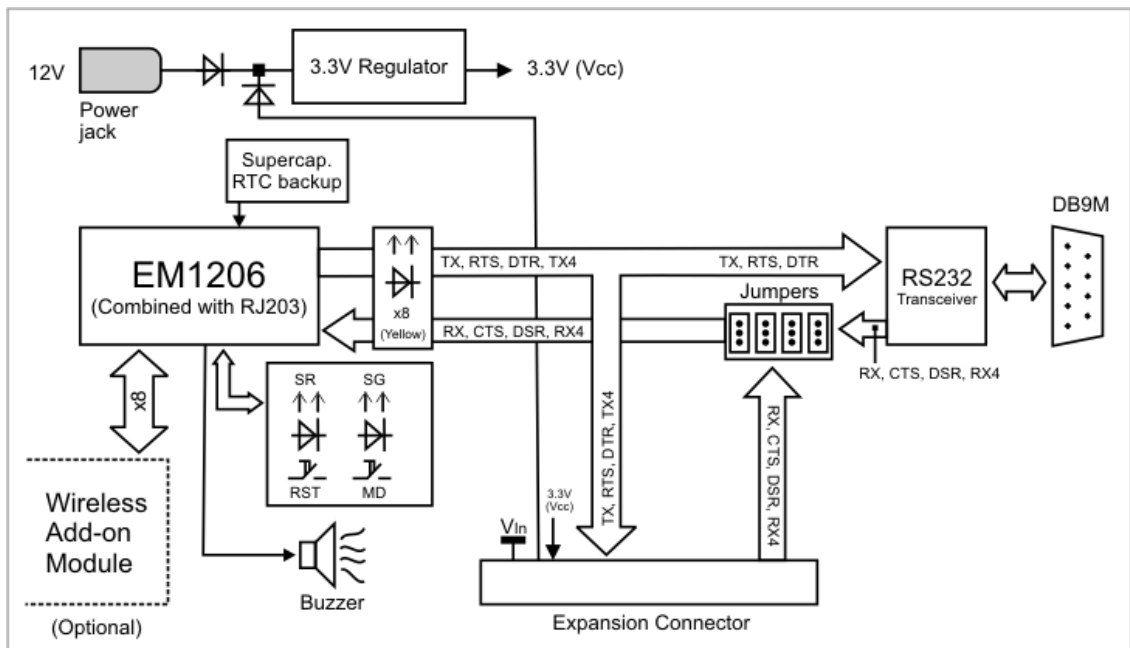 12V
Power
jack
3.3V Regulator
3.3V (Vcc)
Supercap.
RTC backup
EM1206
(Combined with RJ203)
x8
(Yellow)
TX, RTS, DTR, TX4
TX, RTS, DTR
RX, CTS, DSR, RX4
Jumpers
RS232
Transceiver
DB9M
RX, CTS, DSR, RX4
x8
SR
SG
RST
MD
TX, RTS, DTR, TX4
RX, CTS, DSR, RX4
Wireless
Add-on
Module
(Optional)
Buzzer
VIn
3.3V
(Vcc)
Expansion Connector